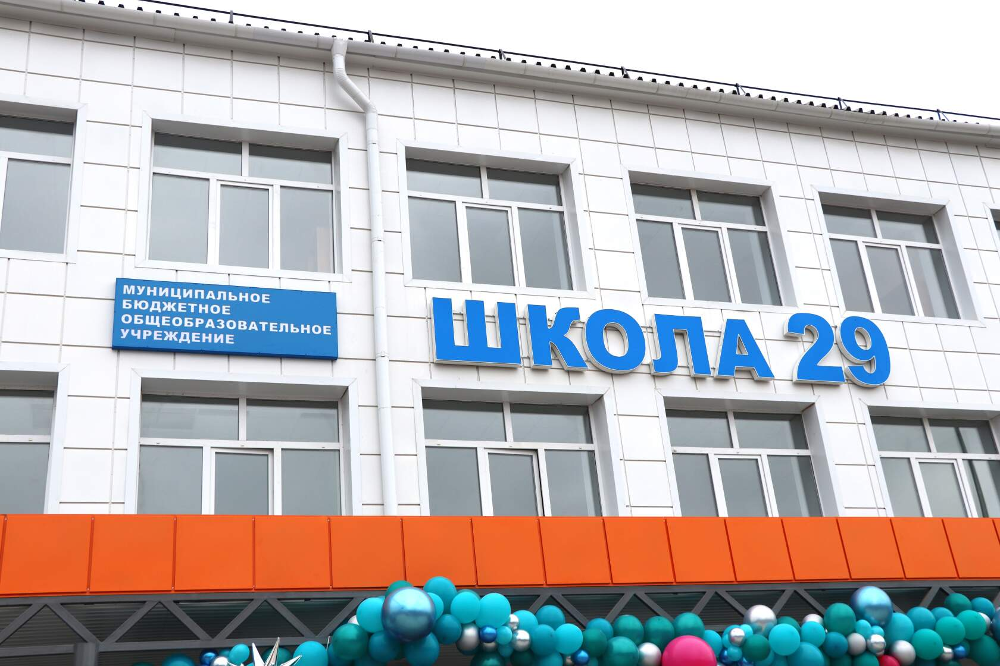 МУНИЦИПАЛЬНОЕ
БЮДЖЕТНОЕ
ОБЩЕОБРАЗОВАТЕЛЬНОЕ
УЧРЕЖДЕНИЕ
ШКОЛА 29